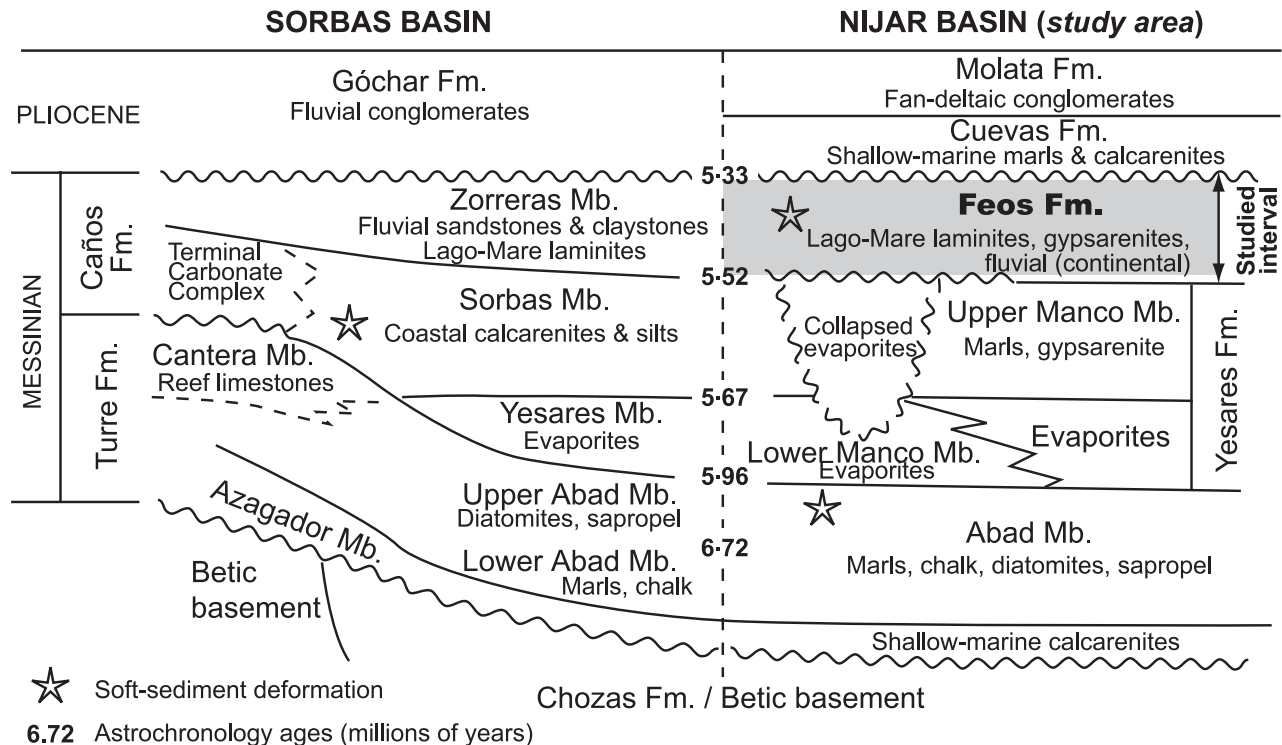 SORBAS BASIN
NIJAR BASIN (study area)
PLIOCENE
Góchar Fm.
Fluvial conglomerates
Molata Fm.
Fan-deltaic conglomerates
Cuevas Fm.
Shallow-marine marls & calcarenites
5·33
MESSINIAN
Caños
Fm.
Turre Fm.
Zorreras Mb.
Fluvial sandstones & claystones
Lago-Mare laminites
Feos Fm.
Lago-Mare laminites, gypsarenites,
fluvial (continental)
Studied
interval
Terminal
Carbonate
Complex
5·52
Sorbas Mb.
Coastal calcarenites & silts
Collapsed
evaporites
Upper Manco Mb.
Marls, gypsarenite
Yesares Fm.
Cantera Mb.
Reef limestones
5·67
Yesares Mb.
Evaporites
Lower Manco Mb.
Evaporites
Evaporites
5·96
Upper Abad Mb.
Diatomites, sapropel
Azagador Mb.
6·72
Lower Abad Mb.
Marls, chalk
Abad Mb.
Marls, chalk, diatomites, sapropel
Betic
basement
Shallow-marine calcarenites
Soft-sediment deformation
Chozas Fm. / Betic basement
6.72 Astrochronology ages (millions of years)